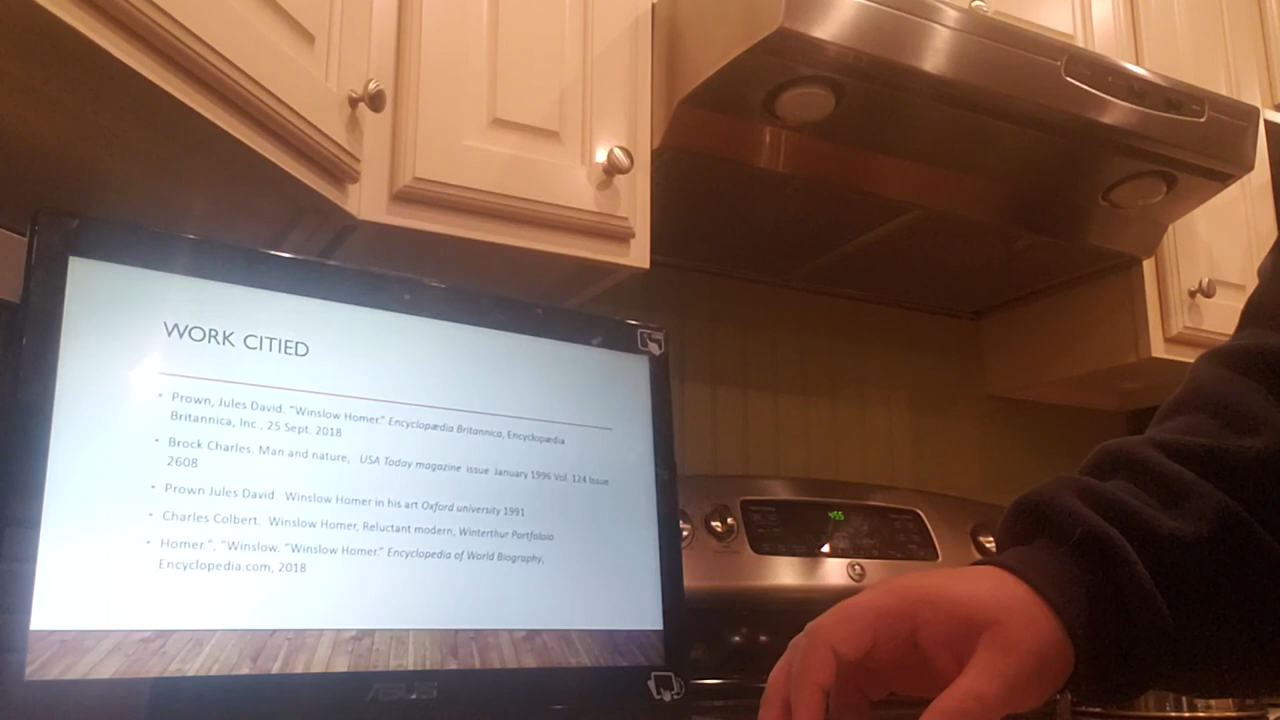 WORK CITIED
• Prown, Jules David. "Winslow Homer." Encyclopædia Britannica, Encyclopædia
Britannica, Inc., 25 Sept. 2018
• Brock Charles. Man and nature, USA Today magazine issue January 1996 Vol. 124 Issue
2608
• Prown Jules David. Winslow Homer in his art Oxford university 1991
• Charles Colbert. Winslow Homer, Reluctant modern, Winterthur Portfolaio
• Homer.", "Winslow. "Winslow Homer." Encyclopedia of World Biography,
Encyclopedia.com, 2018
ASUS
455